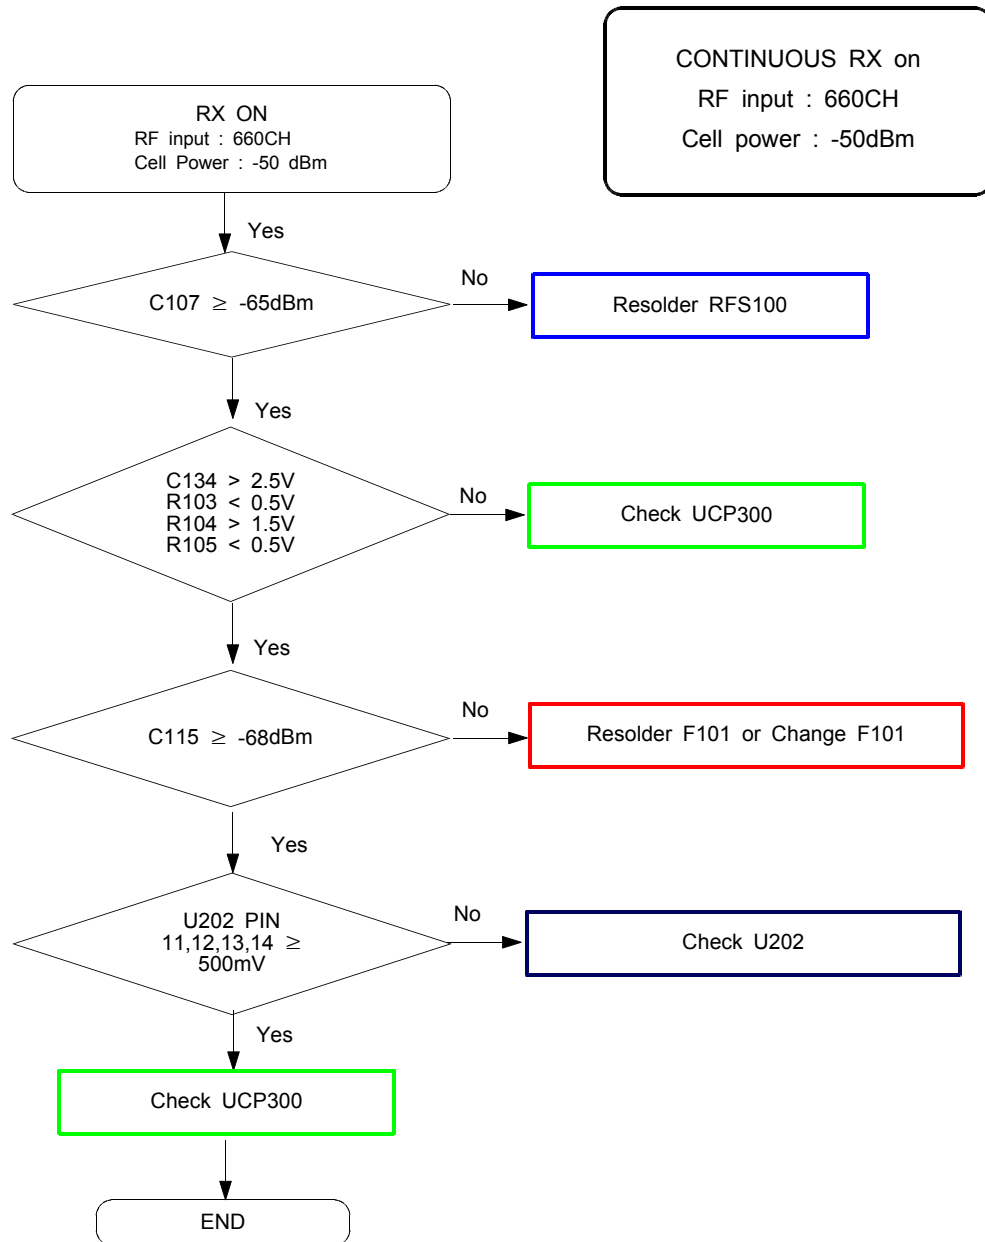 CONTINUOUS RX on
RF input : 660CH
Cell power : -50dBm
RX ON
RF input : 660CH
Cell Power : -50 dBm
Yes
C107 ≥ -65dBm
No
Resolder RFS100
Yes
C134 > 2.5V
R103 < 0.5V
R104 > 1.5V
R105 < 0.5V
No
Check UCP300
Yes
C115 ≥ -68dBm
No
Resolder F101 or Change F101
Yes
U202 PIN
11,12,13,14 ≥
500mV
No
Check U202
Yes
Check UCP300
END